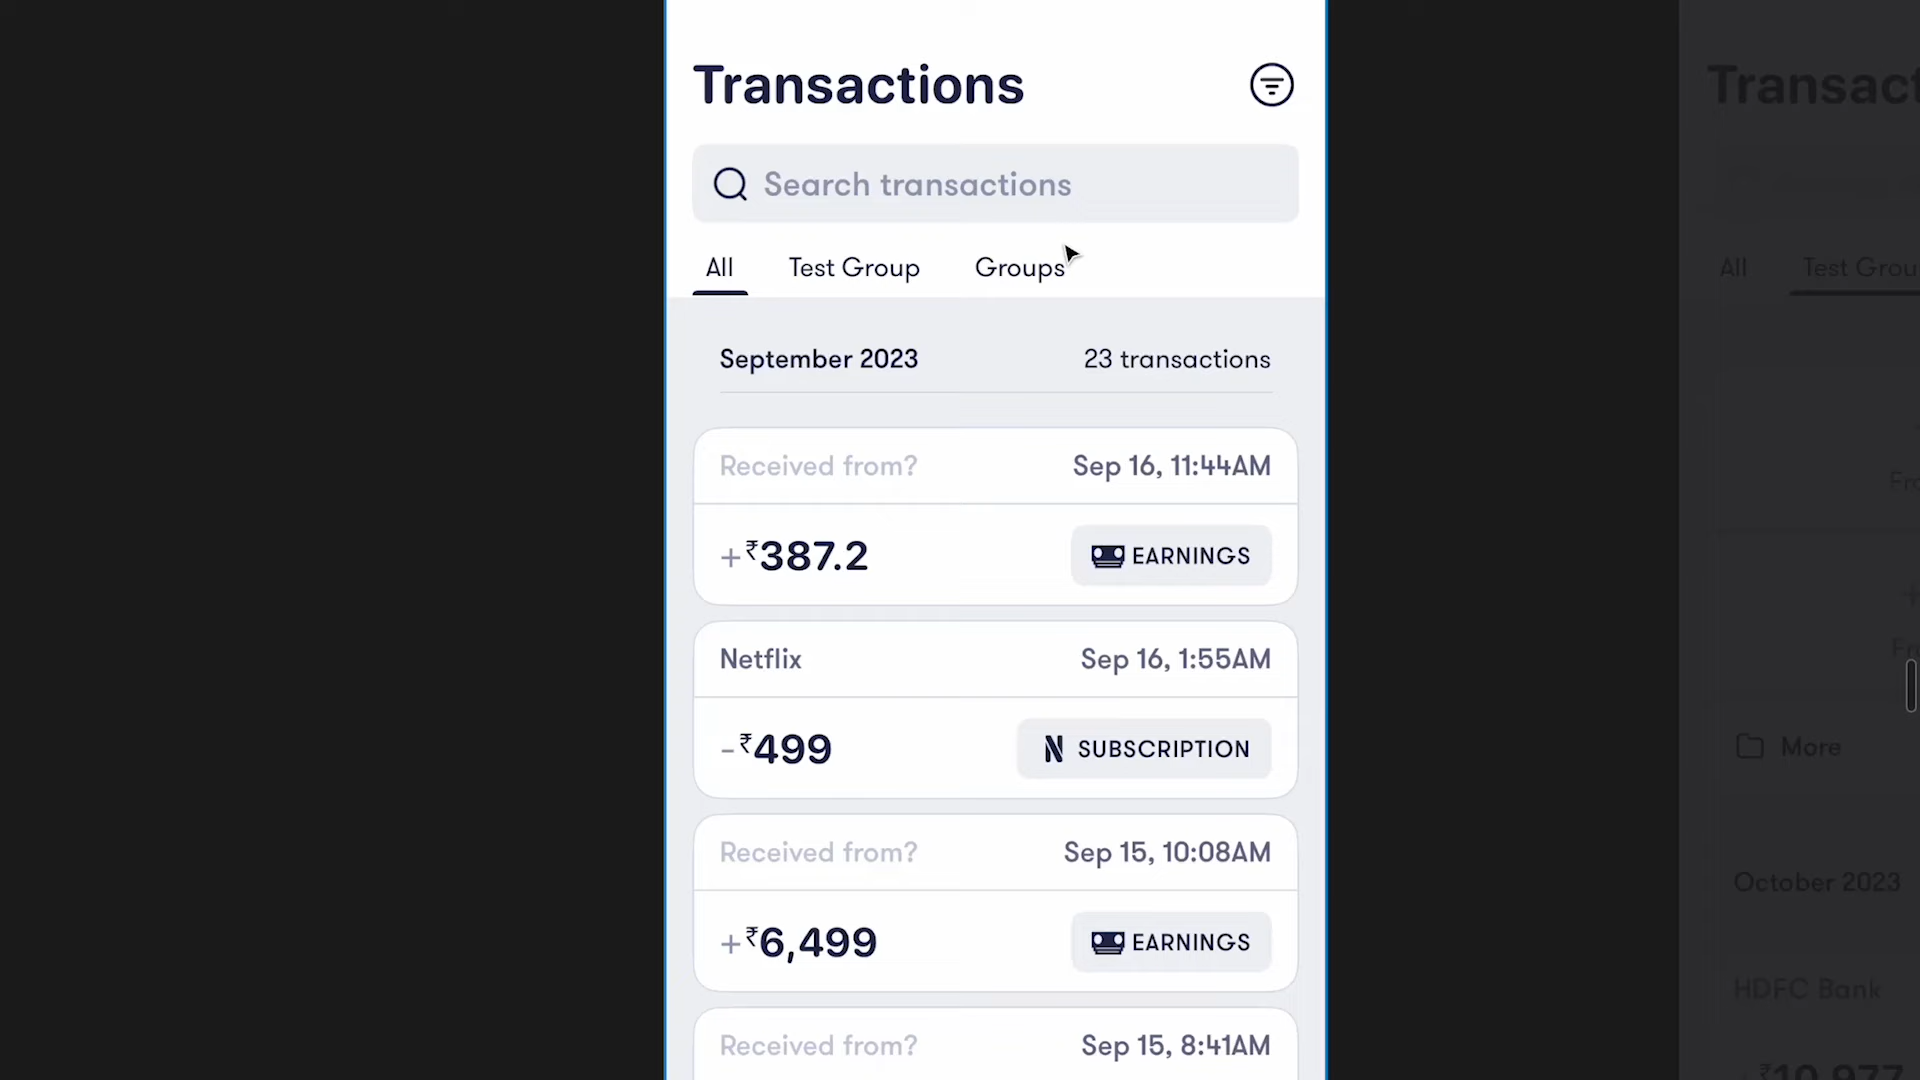 Transactions
Search transactions
All Test Group Groups
September 2023 23 transactions
Received from? Sep 16, 11:44AM
+₹387.2 EARNINGS
Netflix Sep 16, 1:55AM
-₹499 N SUBSCRIPTION
Received from? Sep 15, 10:08AM
+₹6,499 EARNINGS
Received from? Sep 15, 8:41AM
Transact
All Test Grou
More
October 2023
HDFC Bank
₹10,977